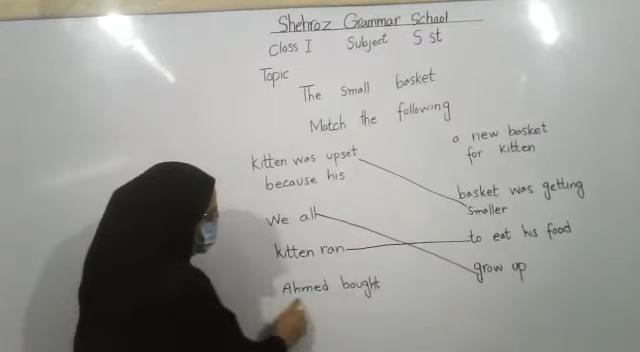 Shehroz Grammar School
Class I Subject S st
Topic
The small basket
Match the following
Kitten was upset
because his
We all
Kitten ran
Ahmed bought
a new basket
for kitten
basket was getting
smaller
to eat his food
grow up